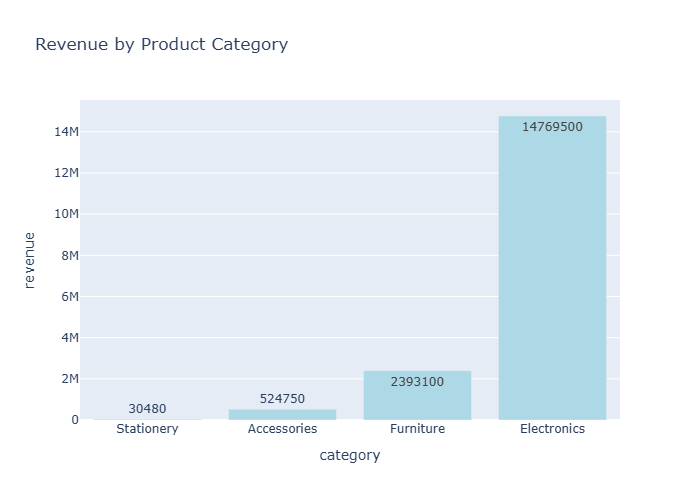 Revenue by Product Category
14M
12M
10M
8M
6M
4M
2M
0
revenue
30480
524750
2393100
14769500
Stationery Accessories Furniture Electronics
category